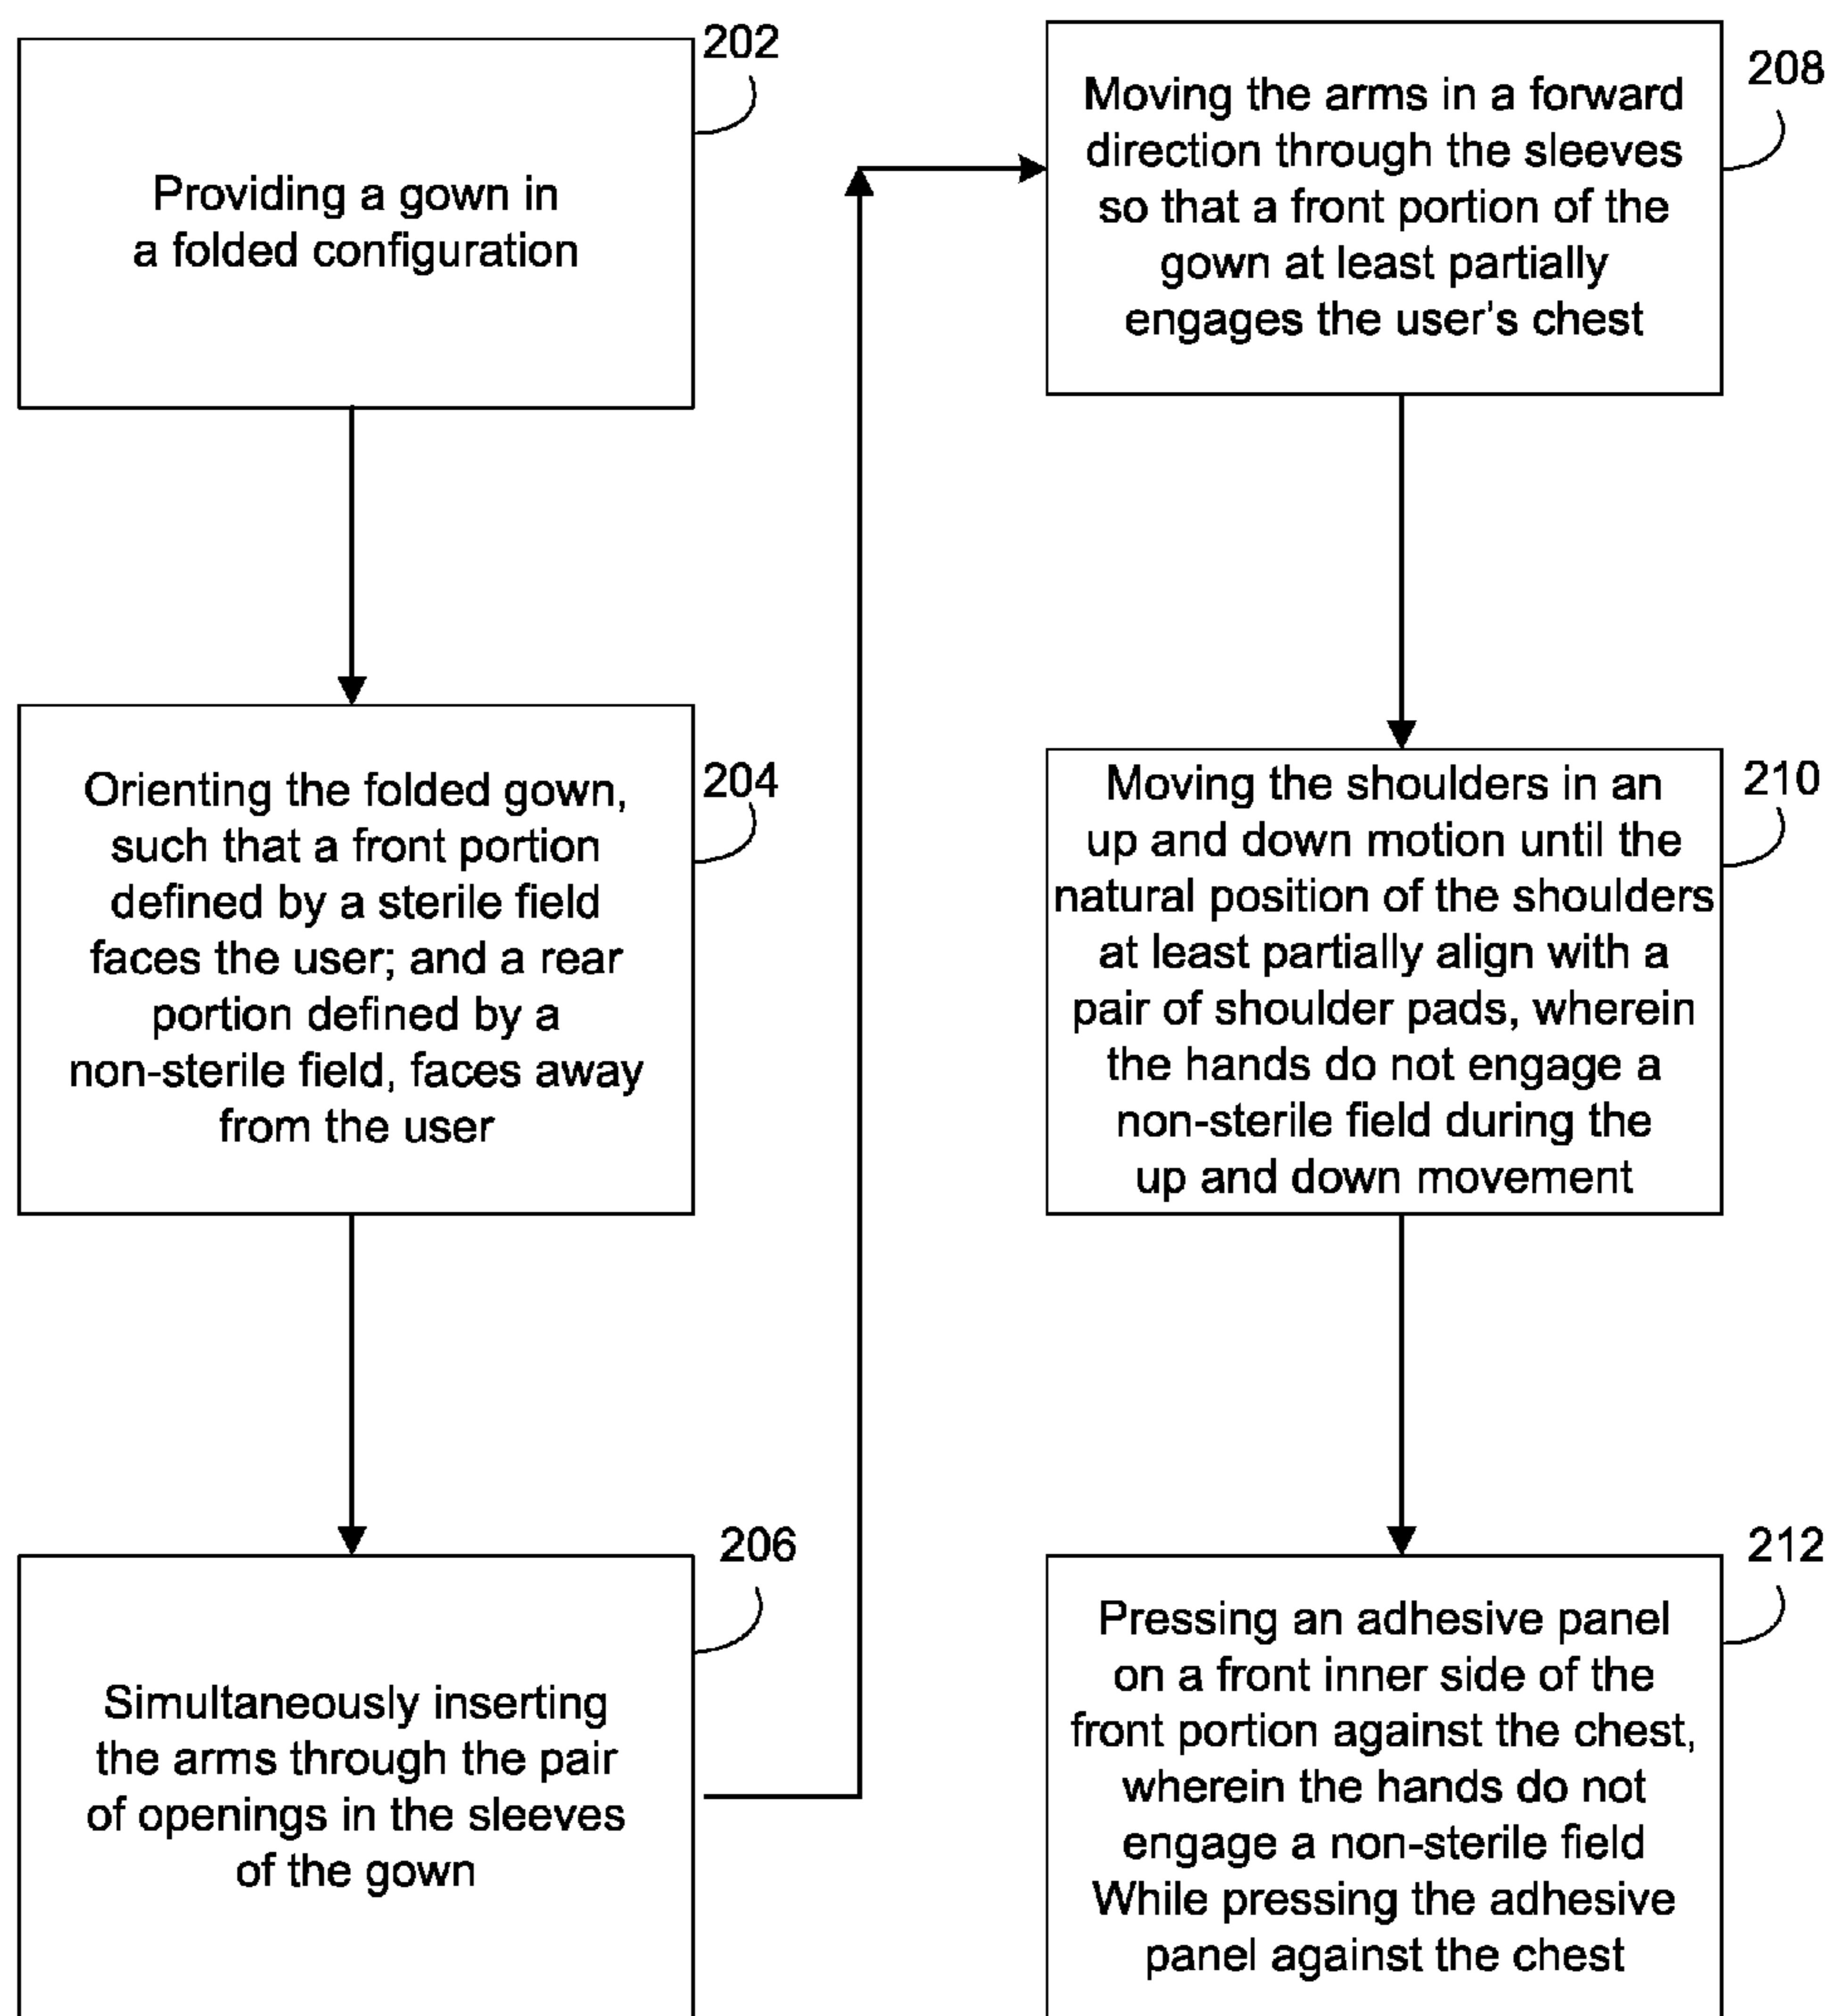 202
Providing a gown in
a folded configuration
204
Orienting the folded gown,
such that a front portion
defined by a sterile field
faces the user; and a rear
portion defined by a
non-sterile field, faces away
from the user
206
Simultaneously inserting
the arms through the pair
of openings in the sleeves
of the gown
208
Moving the arms in a forward
direction through the sleeves
so that a front portion of the
gown at least partially
engages the user's chest
210
Moving the shoulders in an
up and down motion until the
natural position of the shoulders
at least partially align with a
pair of shoulder pads, wherein
the hands do not engage a
non-sterile field during the
up and down movement
212
Pressing an adhesive panel
on a front inner side of the
front portion against the chest,
wherein the hands do not
engage a non-sterile field
While pressing the adhesive
panel against the chest